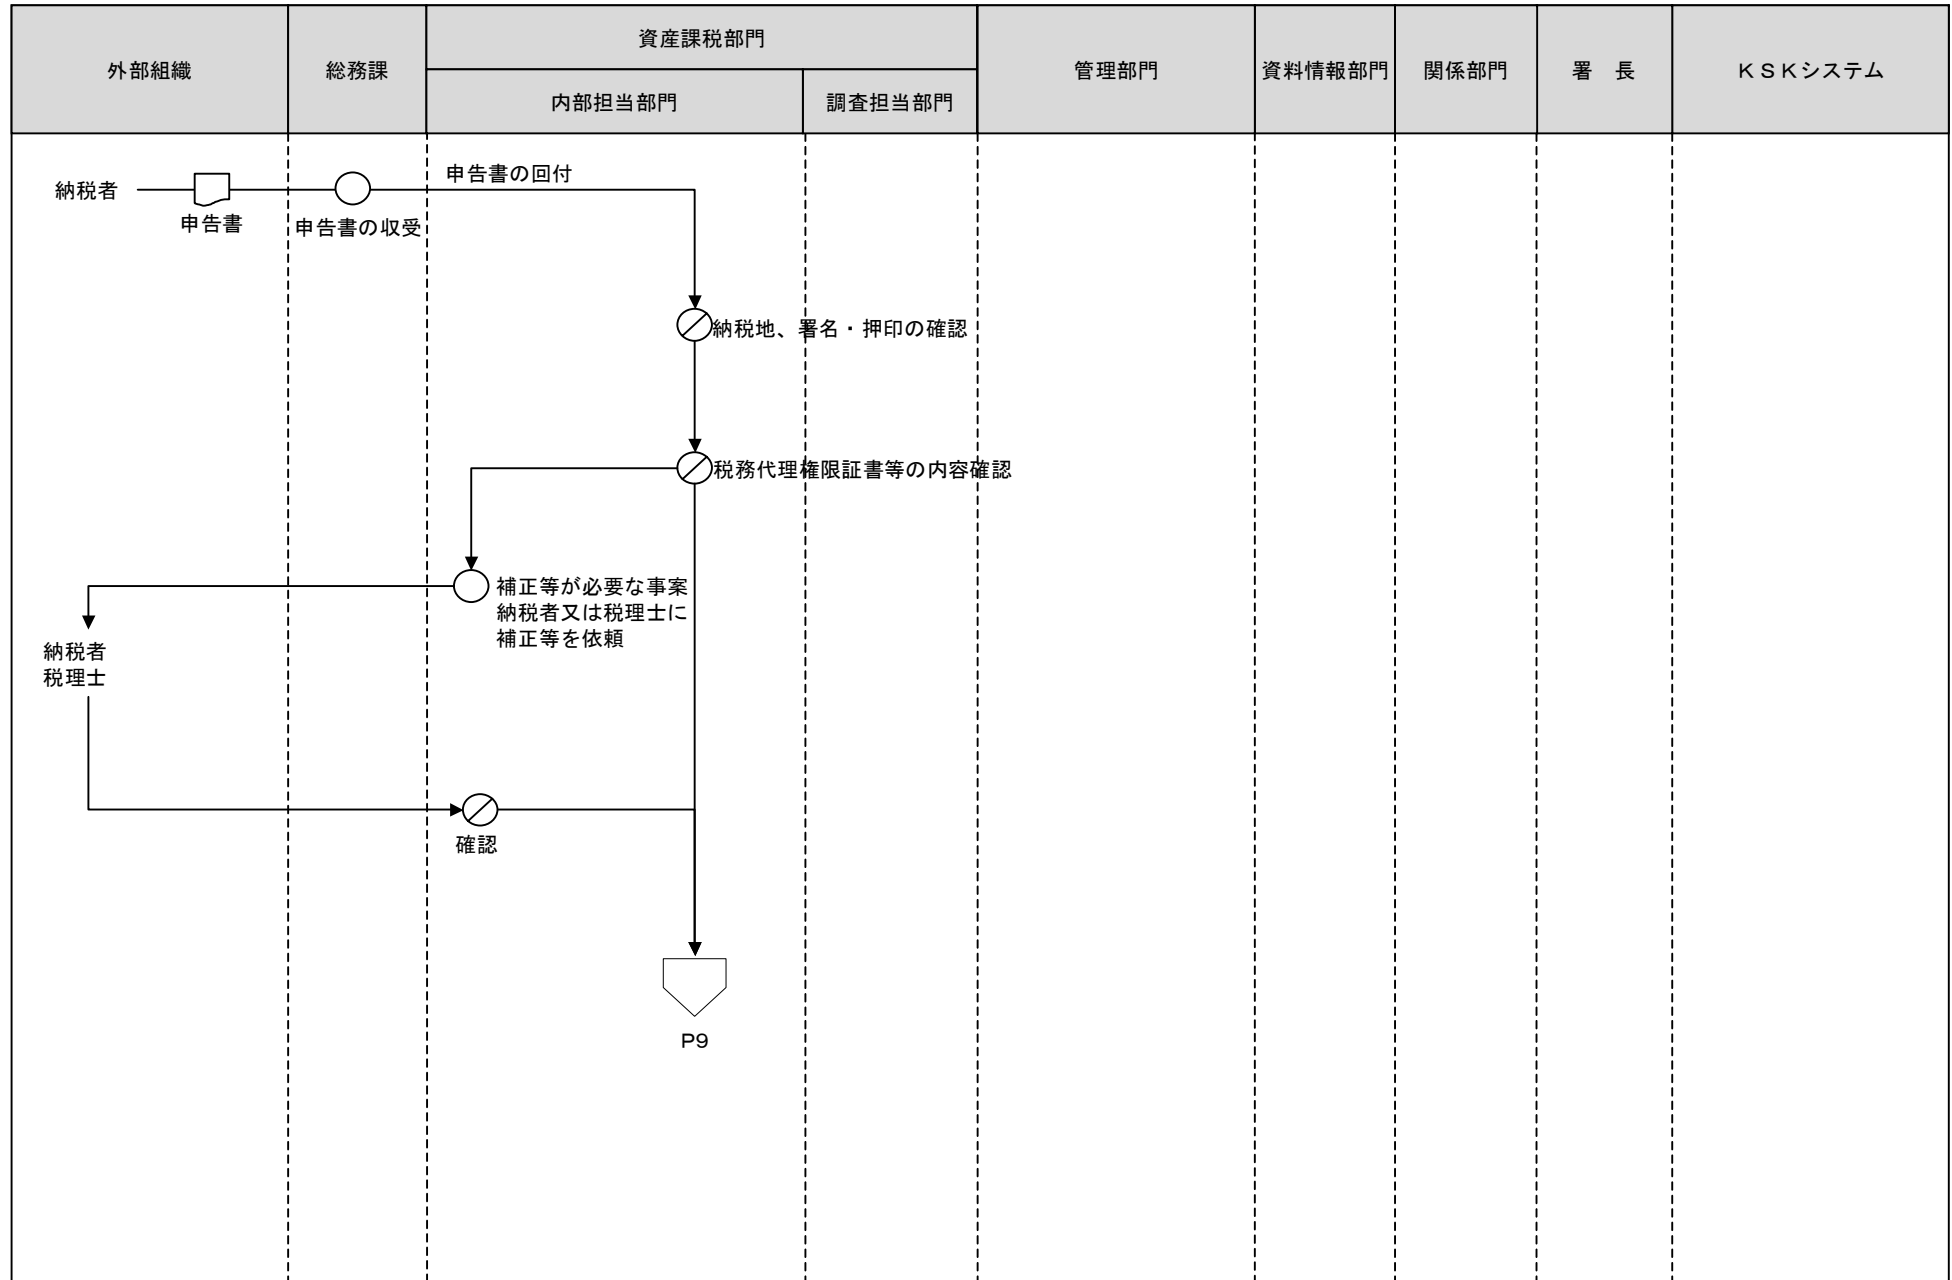 外部組織
総務課
資産課税部門
内部担当部門
調査担当部門
管理部門
資料情報部門
関係部門
署　長
ＫＳＫシステム
納税者
申告書
申告書の収受
申告書の回付
納税地、署名・押印の確認
税務代理権限証書等の内容確認
補正等が必要な事案
納税者又は税理士に
補正等を依頼
納税者
税理士
確認
P9